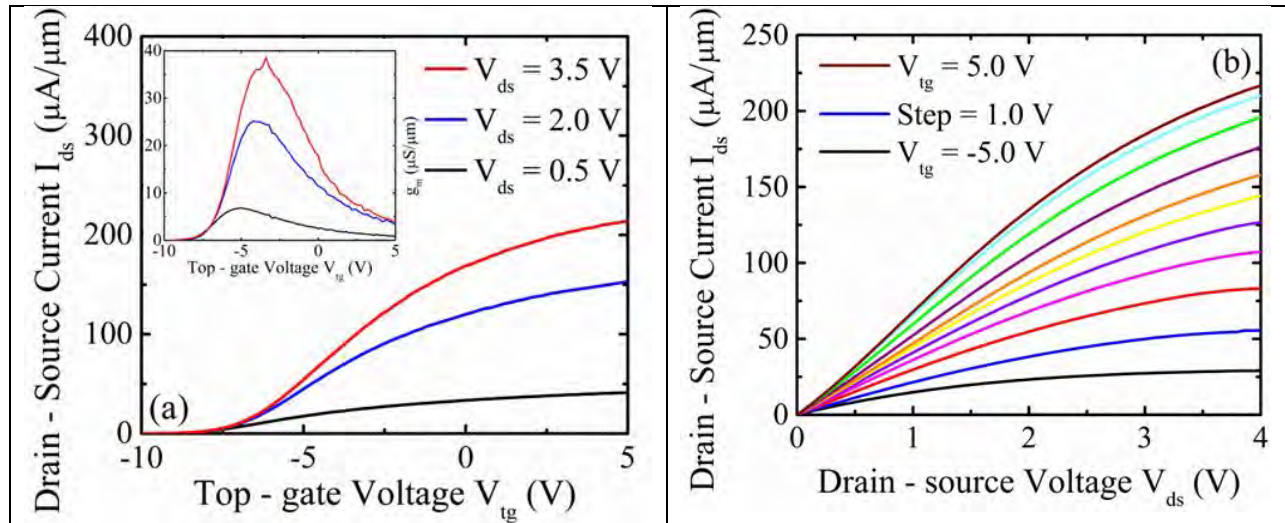 400
300
200
100
0
-10
-5
0
5
Drain - Source Current I_ds (μA/μm)
Top - gate Voltage V_tg (V)
(a)
V_ds = 3.5 V
V_ds = 2.0 V
V_ds = 0.5 V
40
30
20
10
0
-10
-5
0
5
g_m (μS/μm)
Top - gate Voltage V_tg (V)
250
200
150
100
50
0
0
1
2
3
4
Drain - Source Current I_ds (μA/μm)
Drain - source Voltage V_ds (V)
(b)
V_tg = 5.0 V
Step = 1.0 V
V_tg = -5.0 V